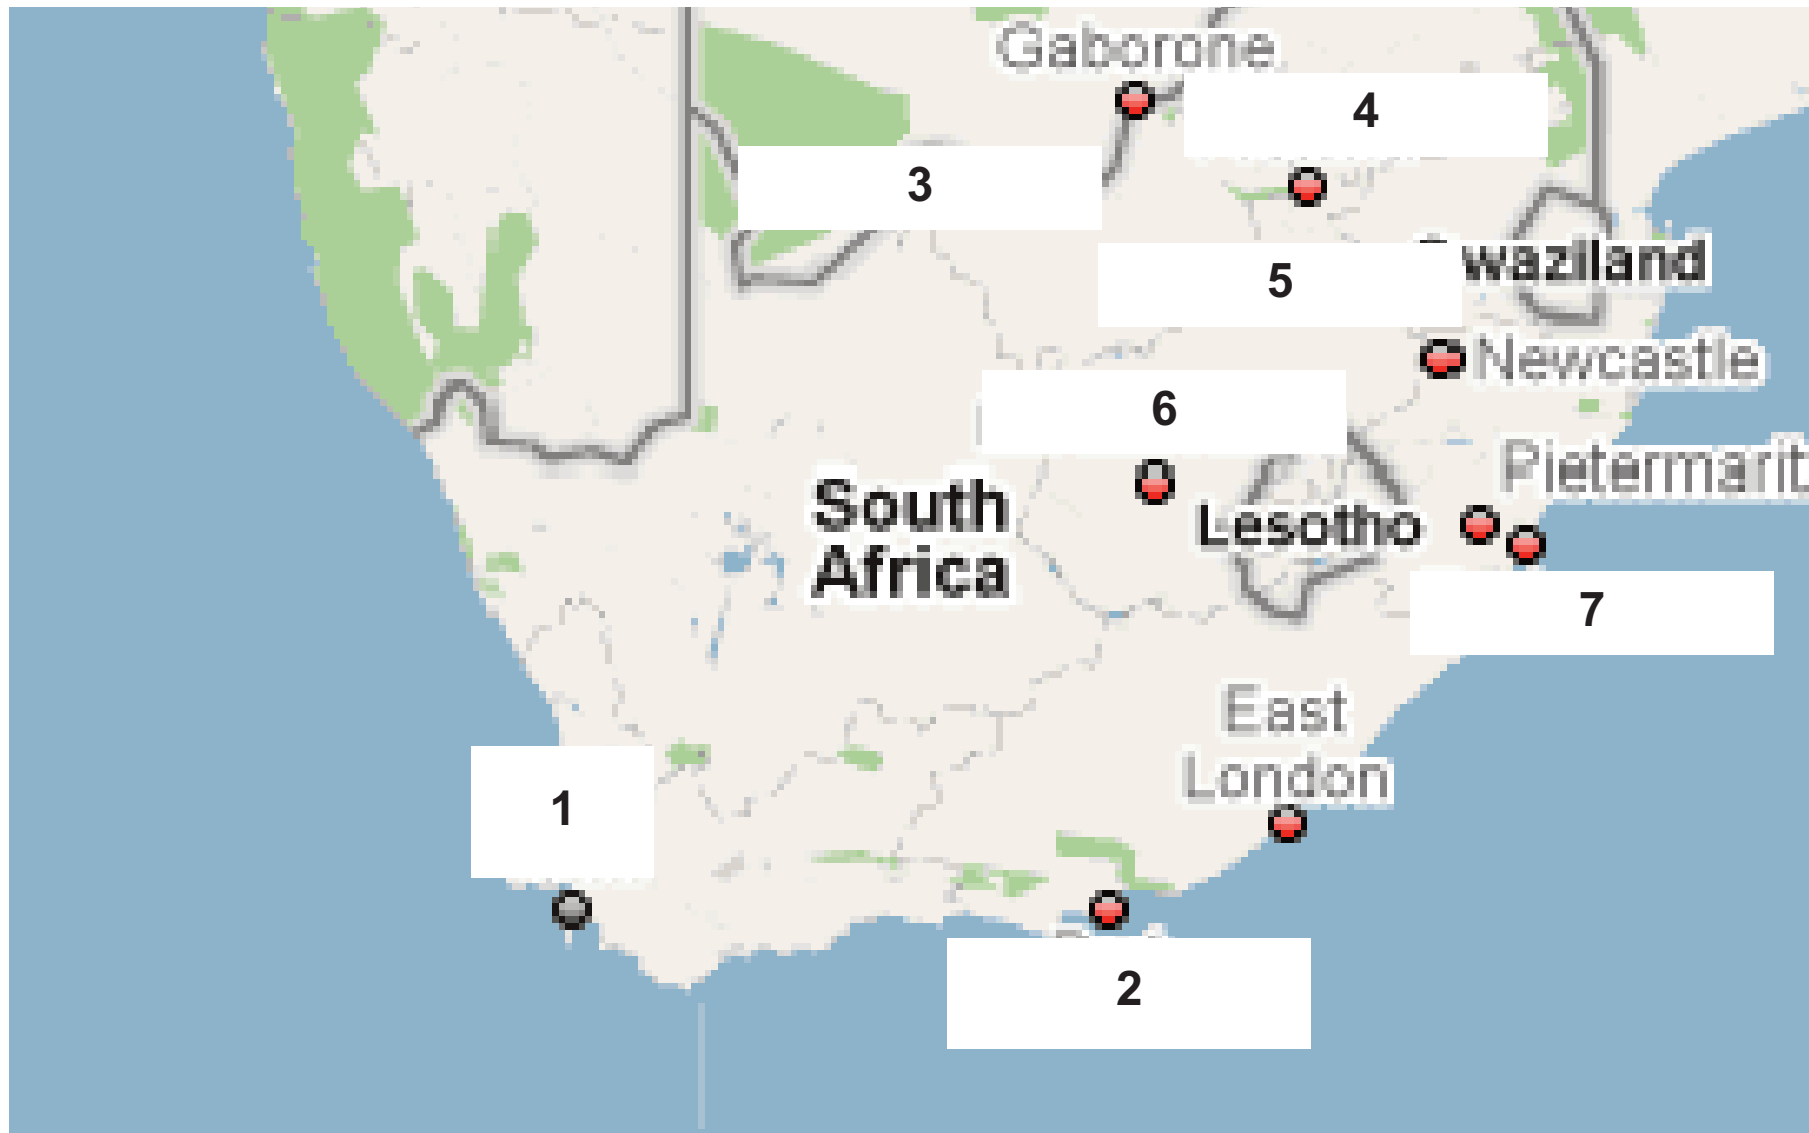 Gaborone
4
3
waziland
5
Newcastle
6
Pietermarit
South
Africa
Lesotho
7
East
London
1
2